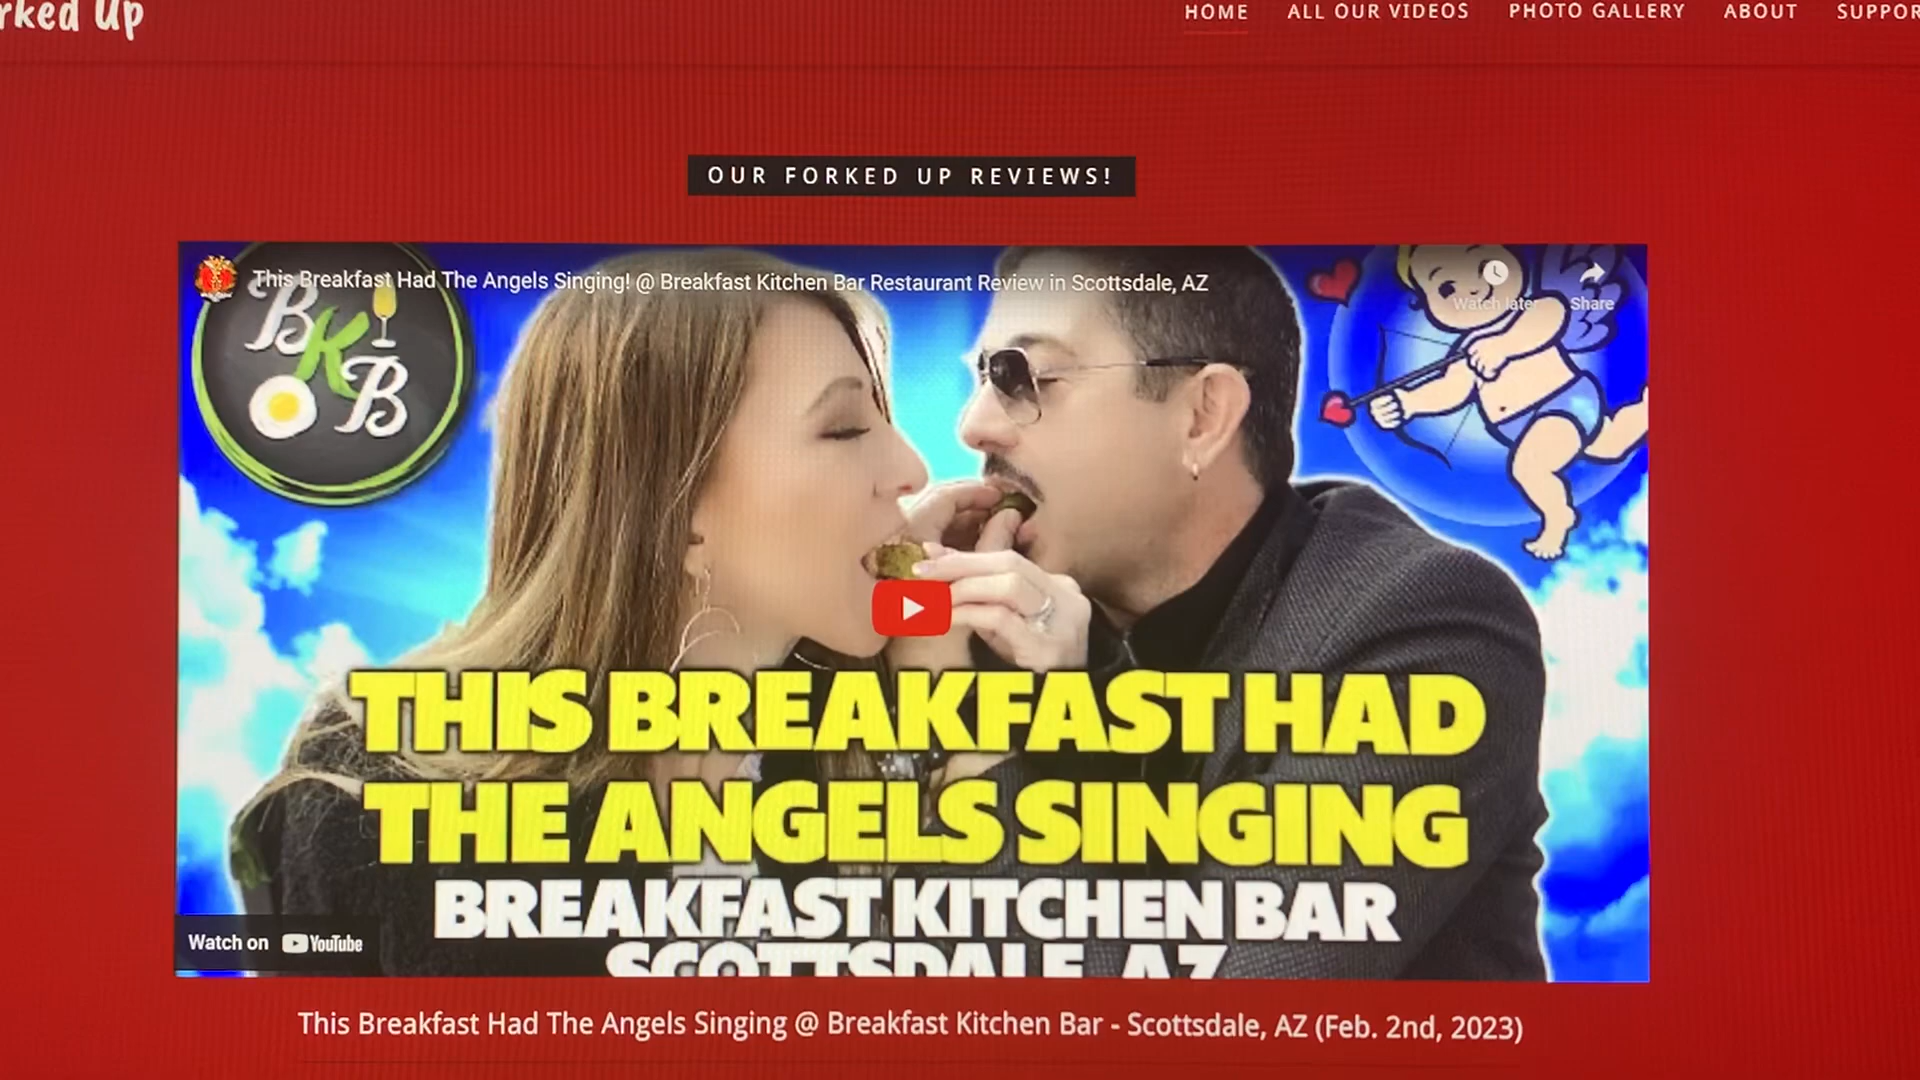 rked Up
HOME ALL OUR VIDEOS PHOTO GALLERY ABOUT SUPPOR
OUR FORKED UP REVIEWS!
This Breakfast Had The Angels Singing! @ Breakfast Kitchen Bar Restaurant Review in Scottsdale, AZ
Watch later Share
BKB
THIS BREAKFAST HAD
THE ANGELS SINGING
BREAKFAST KITCHEN BAR
SCOTTSDALE, AZ
Watch on YouTube
This Breakfast Had The Angels Singing @ Breakfast Kitchen Bar - Scottsdale, AZ (Feb. 2nd, 2023)